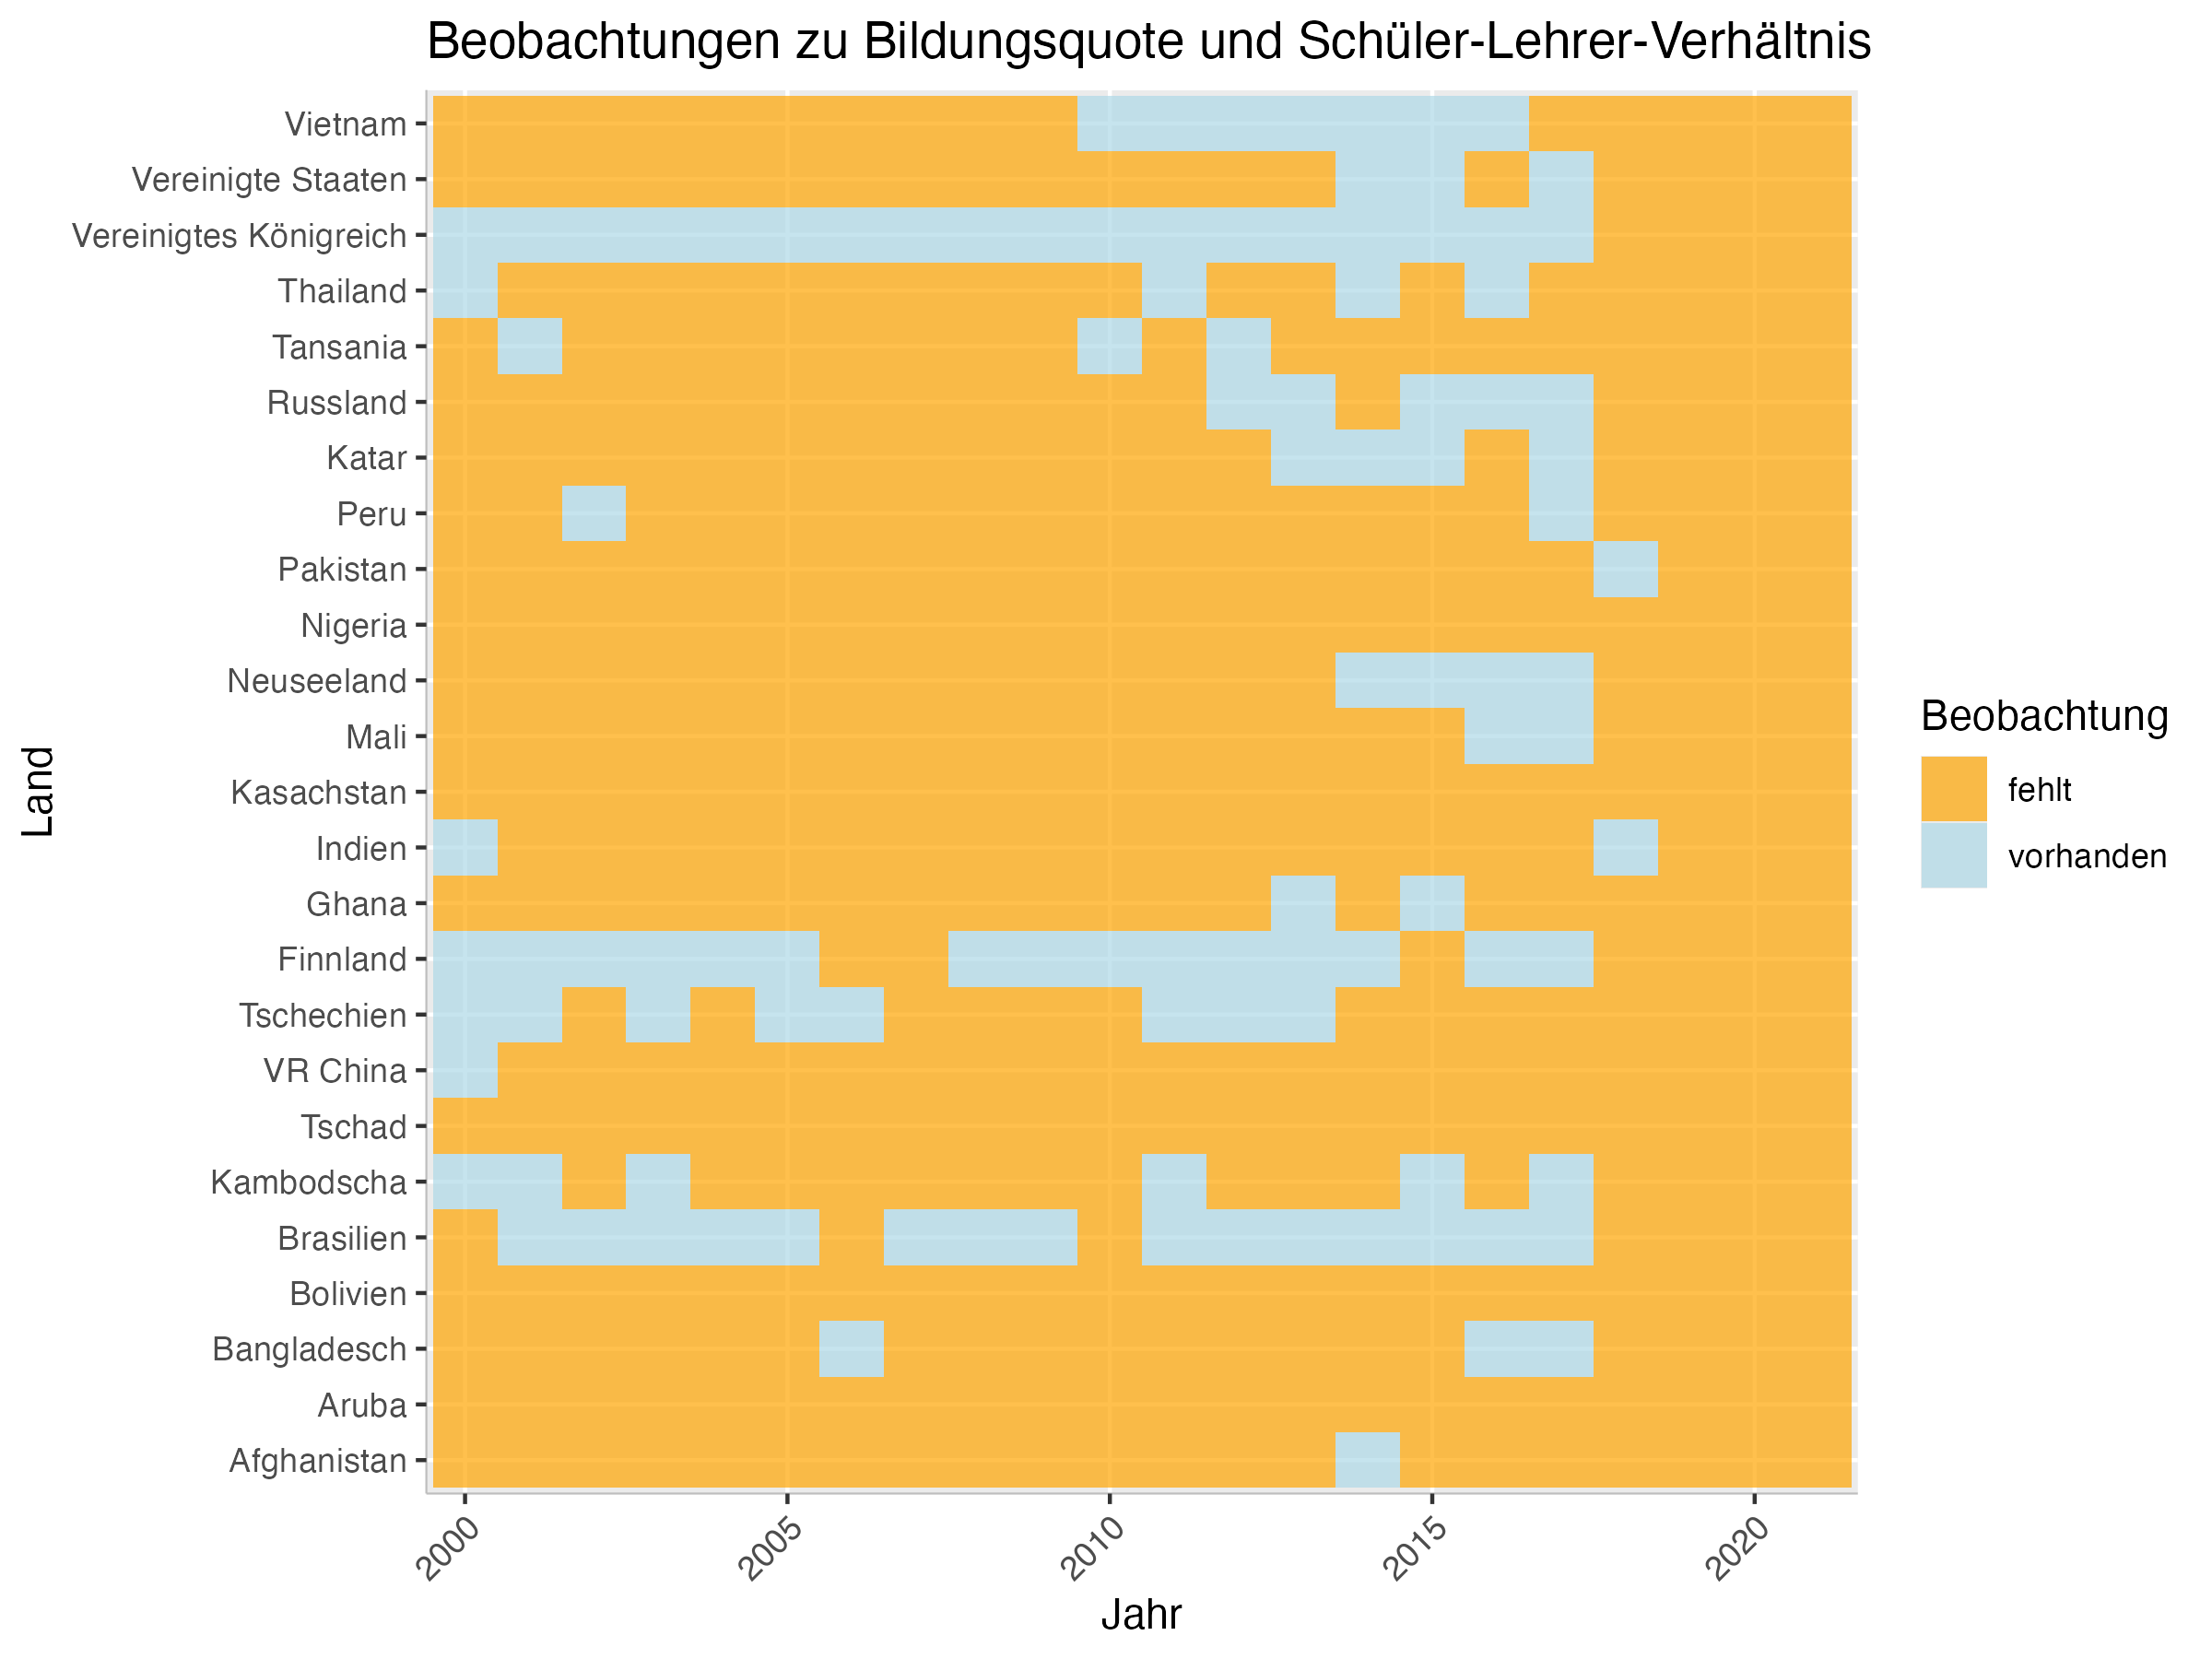 Beobachtungen zu Bildungsquote und Schüler-Lehrer-Verhältnis
Land
Vietnam
Vereinigte Staaten
Vereinigtes Königreich
Thailand
Tansania
Russland
Katar
Peru
Pakistan
Nigeria
Neuseeland
Mali
Kasachstan
Indien
Ghana
Finnland
Tschechien
VR China
Tschad
Kambodscha
Brasilien
Bolivien
Bangladesch
Aruba
Afghanistan
2000
2005
2010
2015
2020
Jahr
Beobachtung
fehlt
vorhanden